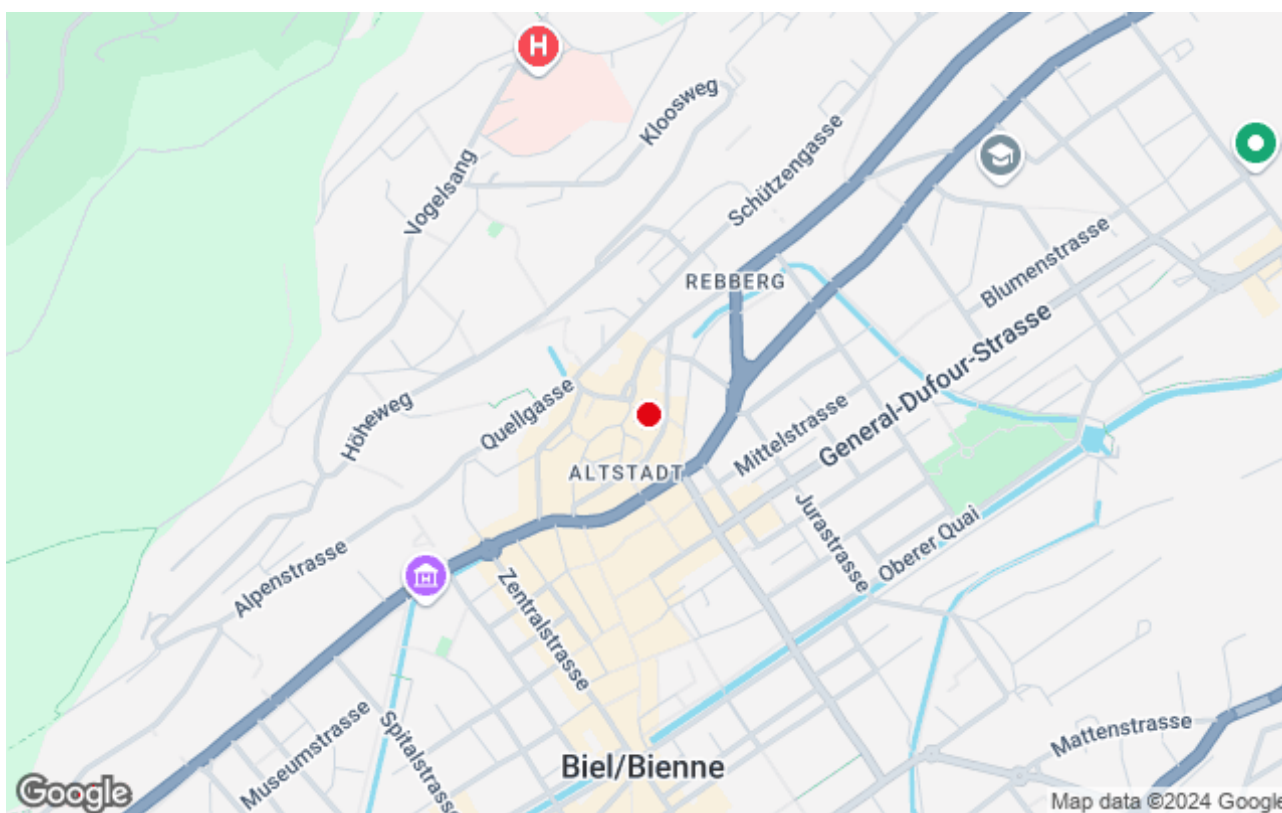 H
Kloosweg
Schützengasse
Vogelsang
REBBERG
Blumenstrasse
General-Dufour-Strasse
Höheweg
Quellgasse
Mittelstrasse
ALTSTADT
Jurastrasse
Oberer Quai
Alpenstrasse
H
Zentralstrasse
Museumstrasse
Spitalstrasse
Mattenstrasse
Biel/Bienne
Google
Map data ©2024 Google